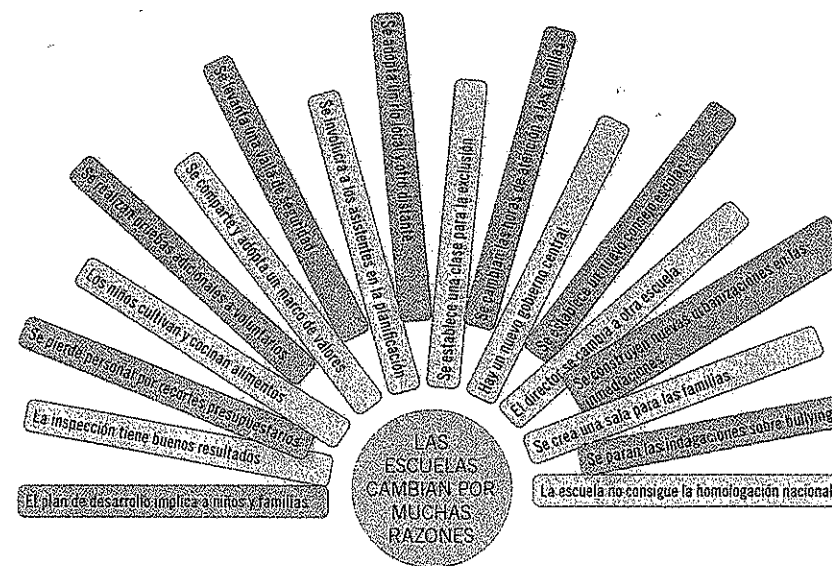 El plan de desarrollo implica a niños y familias
La inspección tiene buenos resultados
Se pierde personal por recortes presupuestarios
Los niños cultivan y cocinan alimentos
Se realizan pruebas adicionales a voluntarios
Se comparte y adopta un marco de valores
Se levanta una valla de seguridad
Se involucra a los asistentes en la planificación
Se adopta un
local y
Se establece una clase para la exclusión
Se cambian las horas de atención a las familias
Hay un nuevo gobierno central
Se establece un nuevo consejo escolar
El director se cambia a otra escuela
Se construyen nuevas urbanizaciones en las
inmediaciones
Se crea una sala para las familias
Se paran las indagaciones sobre bullying
La escuela no consigue la homologación nacional
LAS
ESCUELAS
CAMBIAN POR
MUCHAS
RAZONES